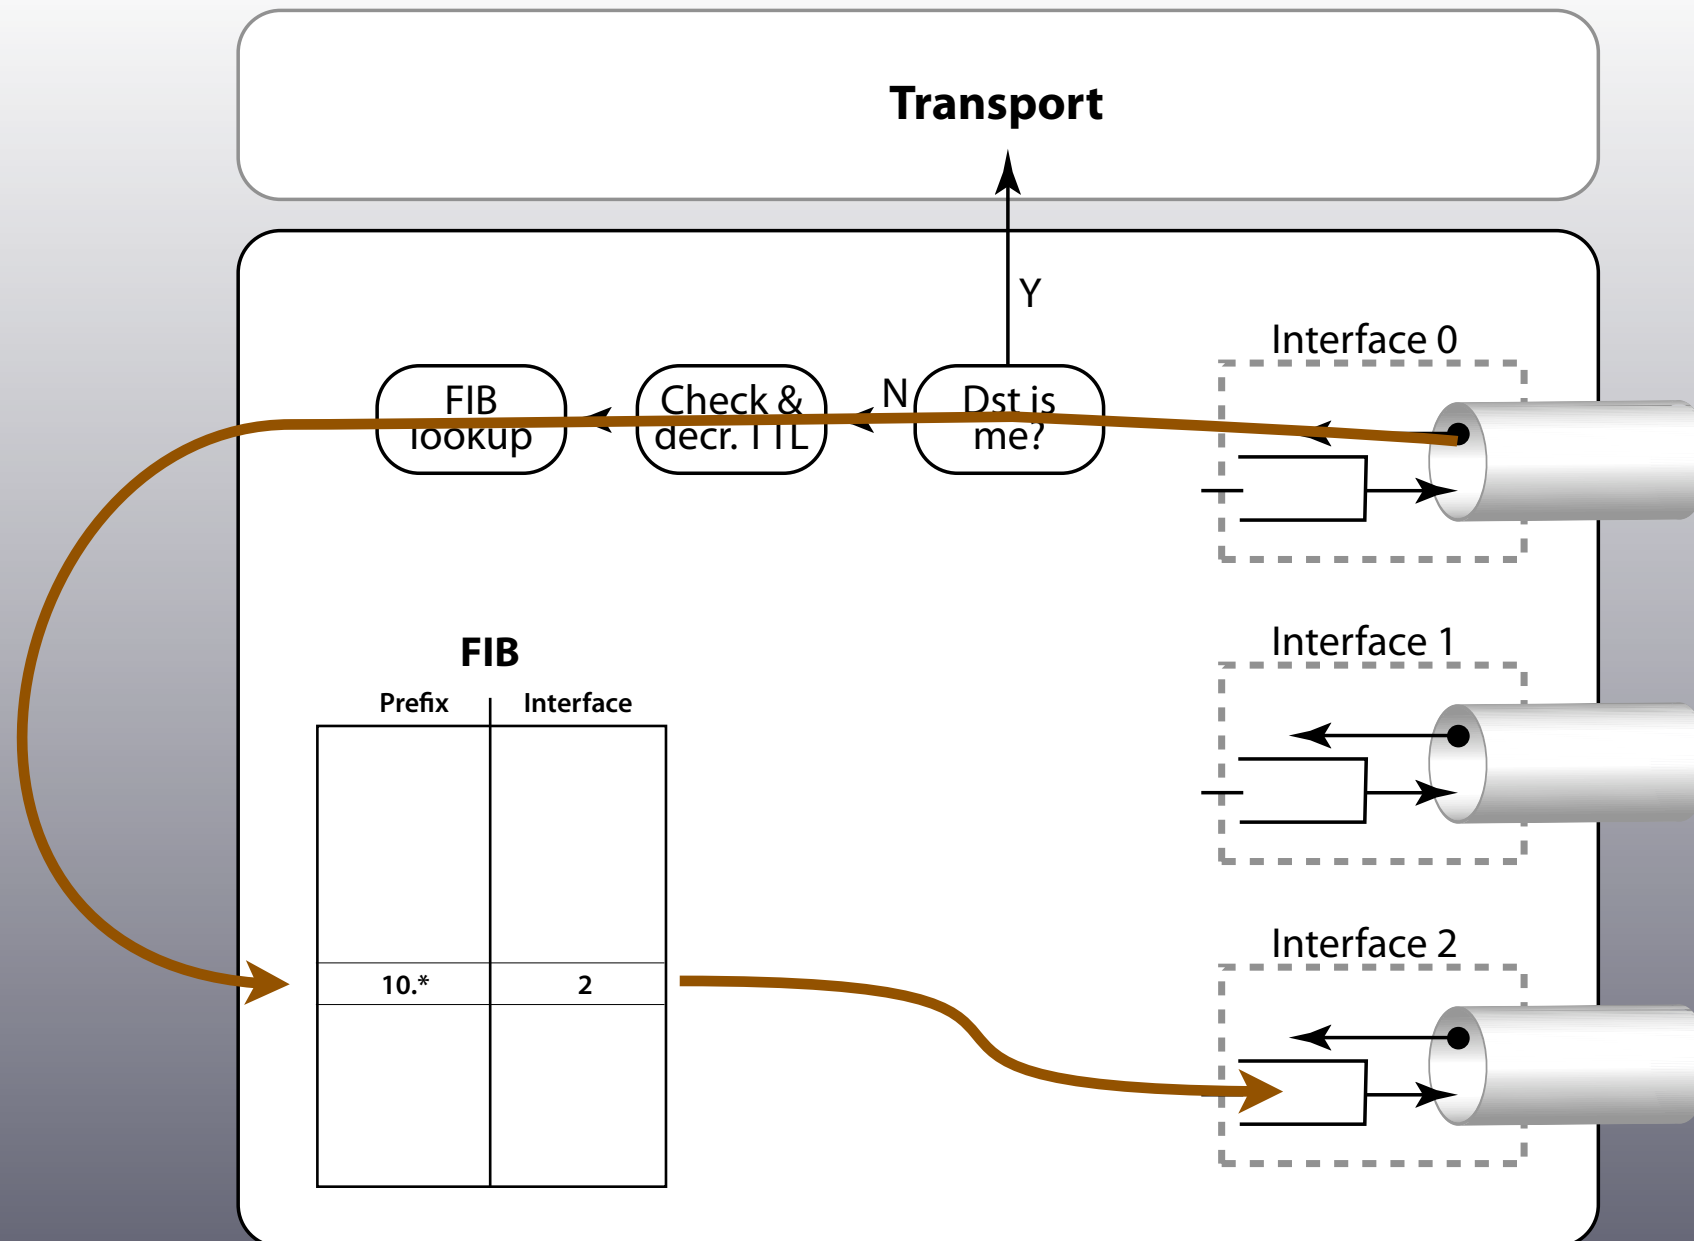 Transport
Y
Interface 0
FIB
lookup
Check &
decr. TTL
N
Dst is
me?
Interface 1
FIB
Prefix Interface
10.* 2
Interface 2